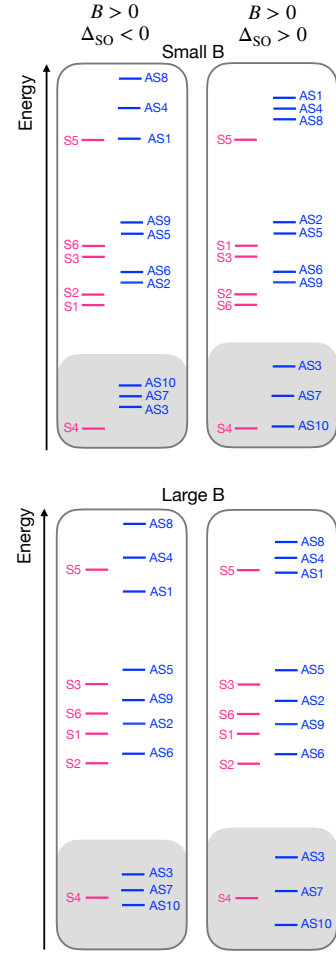 B > 0
B > 0
Δ_SO < 0
Δ_SO > 0
Small B
Energy
AS8
AS4
S5
AS1
AS9
AS5
S6
S3
AS6
AS2
S2
S1
AS10
AS7
AS3
S4
AS1
AS4
AS8
S5
AS2
AS5
S1
S3
AS6
AS9
S2
S6
AS3
AS7
S4
AS10
Large B
Energy
AS8
AS4
S5
AS1
AS5
S3
AS9
S6
AS2
S1
AS6
S2
AS3
AS7
S4
AS10
AS8
AS4
S5
AS1
AS5
S3
AS2
S6
AS9
S1
AS6
S2
AS3
AS7
S4
AS10